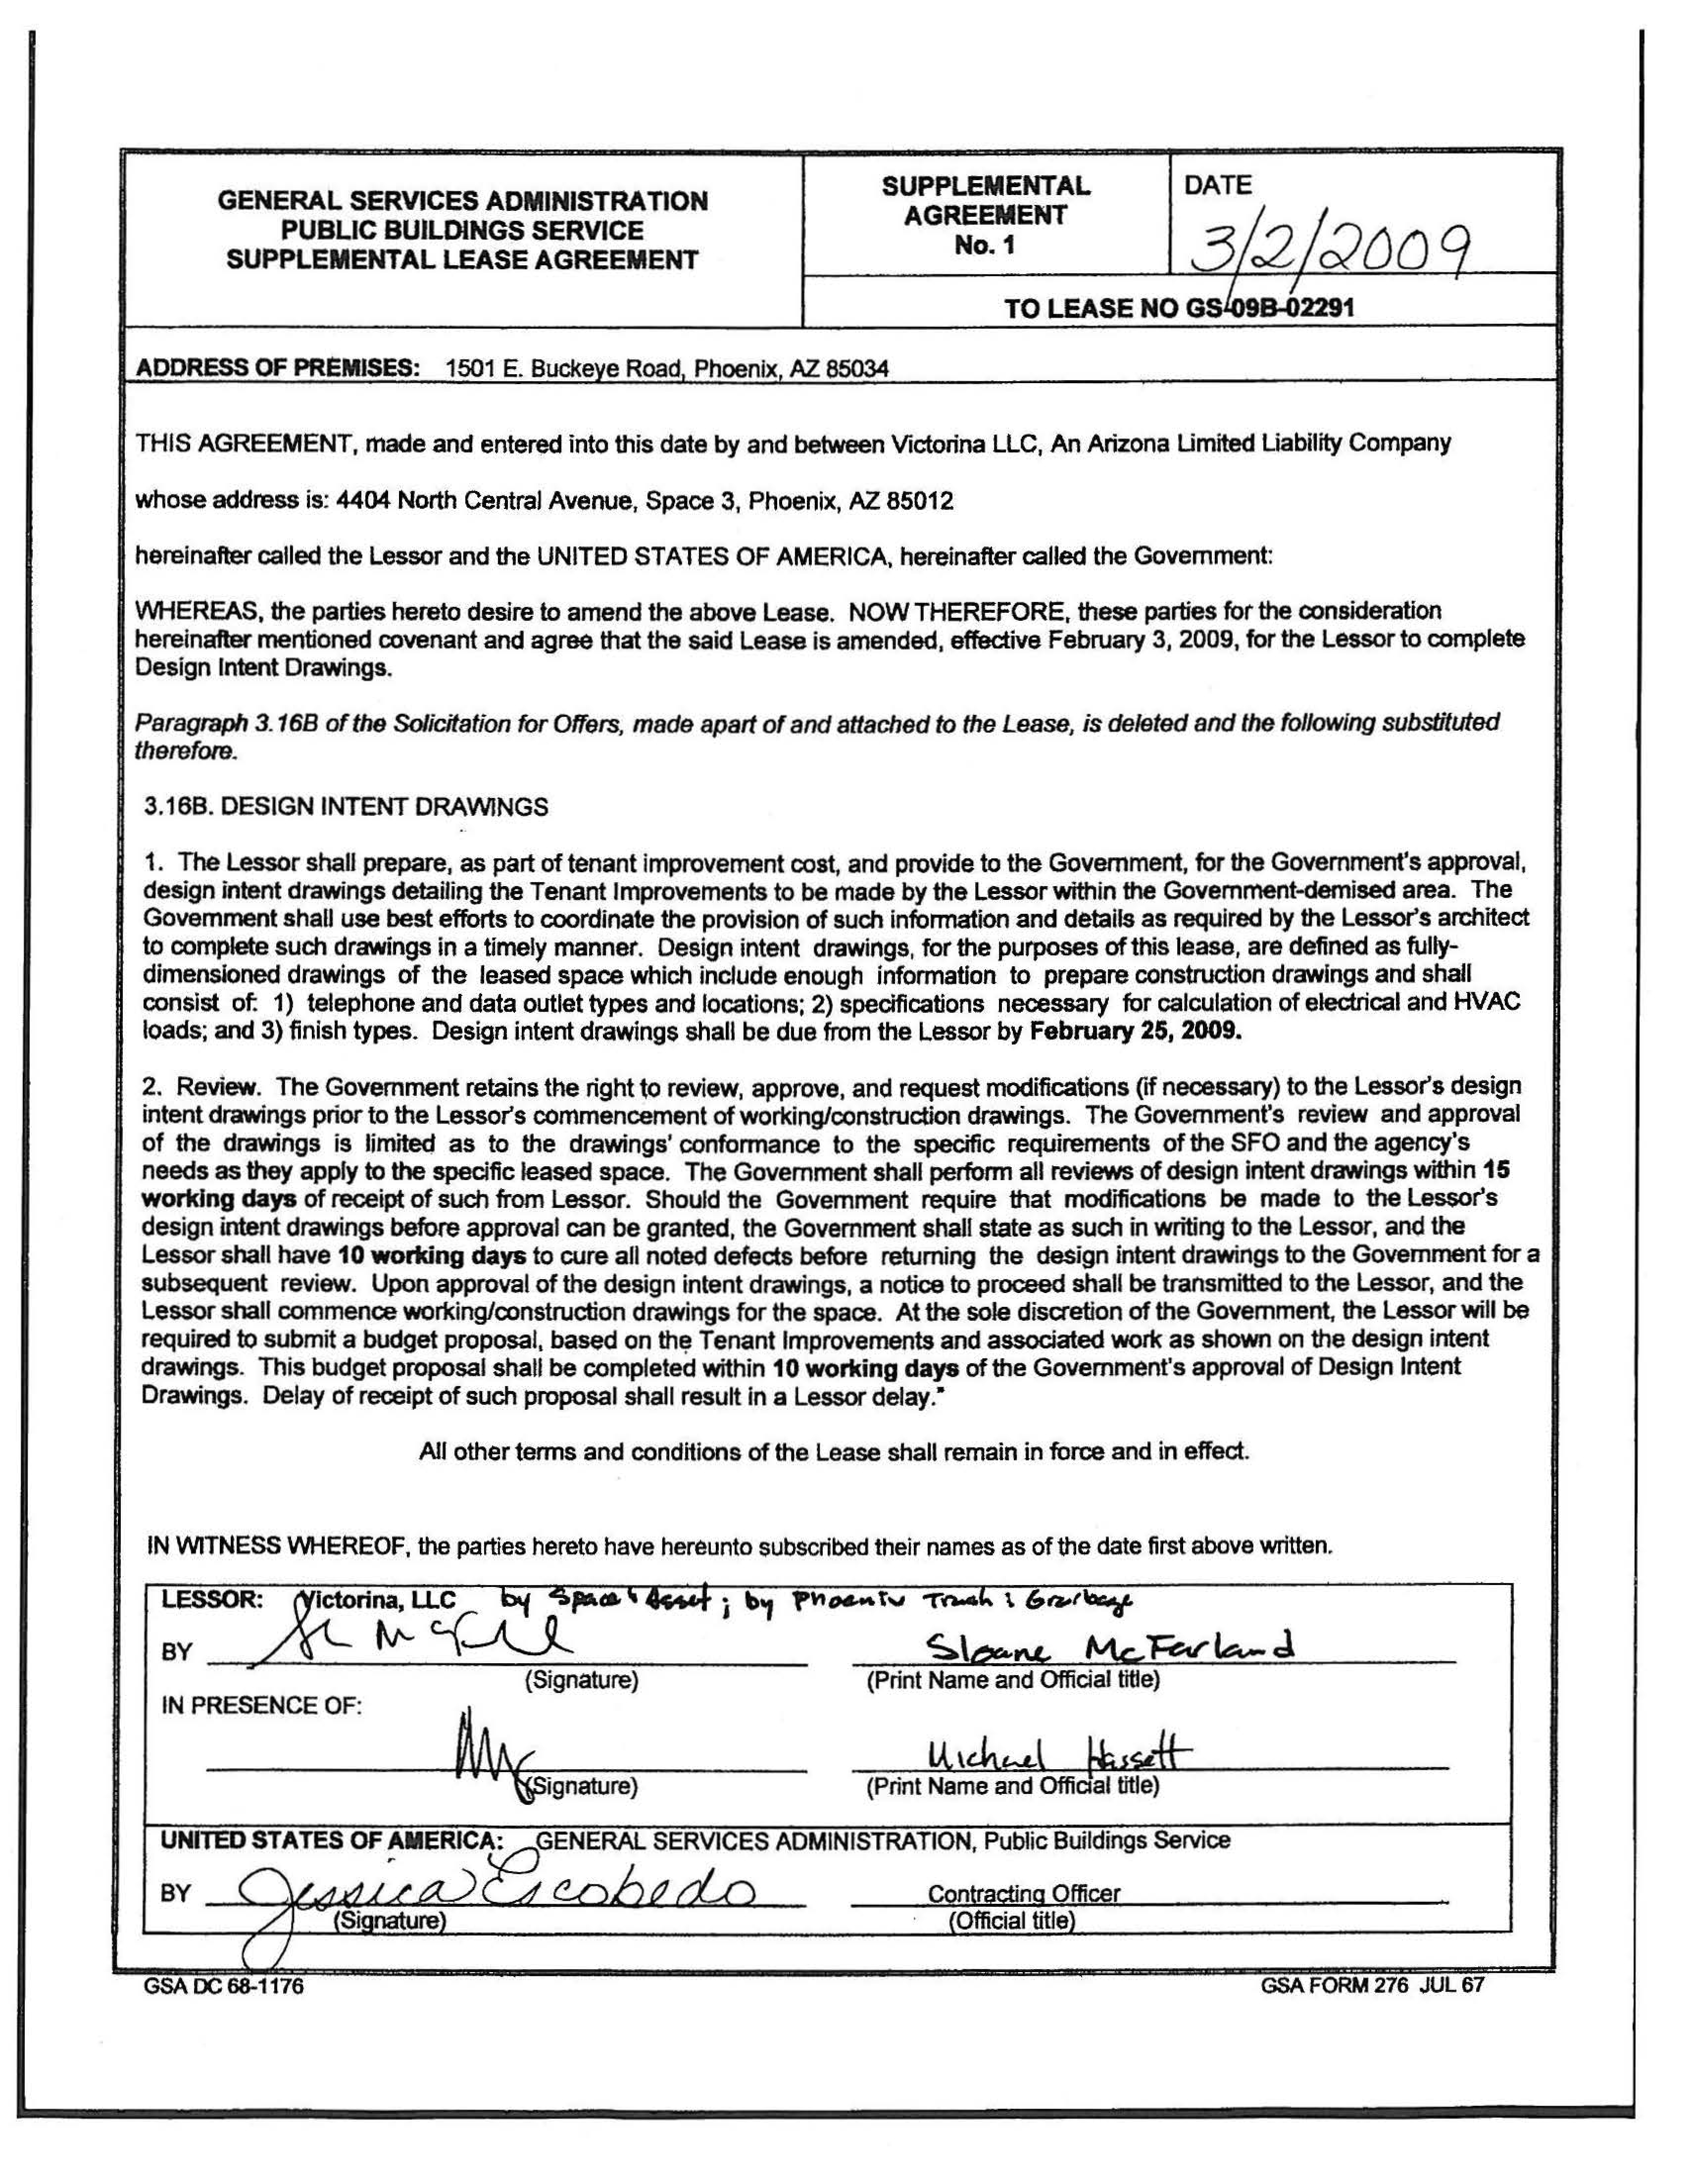 GENERAL SERVICES ADMINISTRATION
PUBLIC BUILDINGS SERVICE
SUPPLEMENTAL LEASE AGREEMENT
SUPPLEMENTAL
AGREEMENT
No. 1
DATE
3/2/2009
TO LEASE NO GS-09B-02291
ADDRESS OF PREMISES: 1501 E. Buckeye Road, Phoenix, AZ 85034
THIS AGREEMENT, made and entered into this date by and between Victorina LLC, An Arizona Limited Liability Company
whose address is: 4404 North Central Avenue, Space 3, Phoenix, AZ 85012
hereinafter called the Lessor and the UNITED STATES OF AMERICA, hereinafter called the Government:
WHEREAS, the parties hereto desire to amend the above Lease. NOW THEREFORE, these parties for the consideration
hereinafter mentioned covenant and agree that the said Lease is amended, effective February 3, 2009, for the Lessor to complete
Design Intent Drawings.
Paragraph 3.16B of the Solicitation for Offers, made apart of and attached to the Lease, is deleted and the following substituted
therefore.
3.16B. DESIGN INTENT DRAWINGS
1. The Lessor shall prepare, as part of tenant improvement cost, and provide to the Government, for the Government's approval,
design intent drawings detailing the Tenant Improvements to be made by the Lessor within the Government-demised area. The
Government shall use best efforts to coordinate the provision of such information and details as required by the Lessor's architect
to complete such drawings in a timely manner. Design intent drawings, for the purposes of this lease, are defined as fully-
dimensioned drawings of the leased space which include enough information to prepare construction drawings and shall
consist of: 1) telephone and data outlet types and locations; 2) specifications necessary for calculation of electrical and HVAC
loads; and 3) finish types. Design intent drawings shall be due from the Lessor by February 25, 2009.
2. Review. The Government retains the right to review, approve, and request modifications (if necessary) to the Lessor's design
intent drawings prior to the Lessor's commencement of working/construction drawings. The Government's review and approval
of the drawings is limited as to the drawings' conformance to the specific requirements of the SFO and the agency's
needs as they apply to the specific leased space. The Government shall perform all reviews of design intent drawings within 15
working days of receipt of such from Lessor. Should the Government require that modifications be made to the Lessor's
design intent drawings before approval can be granted, the Government shall state as such in writing to the Lessor, and the
Lessor shall have 10 working days to cure all noted defects before returning the design intent drawings to the Government for a
subsequent review. Upon approval of the design intent drawings, a notice to proceed shall be transmitted to the Lessor, and the
Lessor shall commence working/construction drawings for the space. At the sole discretion of the Government, the Lessor will be
required to submit a budget proposal, based on the Tenant Improvements and associated work as shown on the design intent
drawings. This budget proposal shall be completed within 10 working days of the Government's approval of Design Intent
Drawings. Delay of receipt of such proposal shall result in a Lessor delay."
All other terms and conditions of the Lease shall remain in force and in effect.
IN WITNESS WHEREOF, the parties hereto have hereunto subscribed their names as of the date first above written.
LESSOR: Victorina, LLC by Space & Asset; by Phoenix Trash & Garbage
BY Sloane McFarland
(Signature) (Print Name and Official title)
IN PRESENCE OF:
Michael Hassett
(Signature) (Print Name and Official title)
UNITED STATES OF AMERICA: GENERAL SERVICES ADMINISTRATION, Public Buildings Service
BY Jessica Escobedo Contracting Officer
(Signature) (Official title)
GSA DC 68-1176 GSA FORM 276 JUL 67